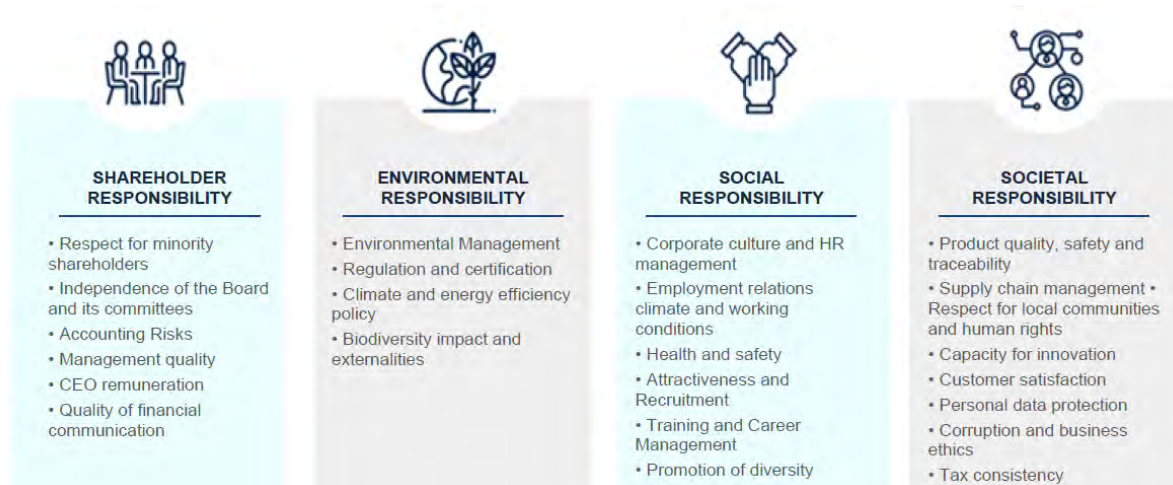 SHAREHOLDER
RESPONSIBILITY
• Respect for minority
shareholders
• Independence of the Board
and its committees
• Accounting Risks
• Management quality
• CEO remuneration
• Quality of financial
communication
ENVIRONMENTAL
RESPONSIBILITY
• Environmental Management
• Regulation and certification
• Climate and energy efficiency
policy
• Biodiversity impact and
externalities
SOCIAL
RESPONSIBILITY
• Corporate culture and HR
management
• Employment relations
climate and working
conditions
• Health and safety
• Attractiveness and
Recruitment
• Training and Career
Management
• Promotion of diversity
SOCIETAL
RESPONSIBILITY
• Product quality, safety and
traceability
• Supply chain management •
Respect for local communities
and human rights
• Capacity for innovation
• Customer satisfaction
• Personal data protection
• Corruption and business
ethics
• Tax consistency